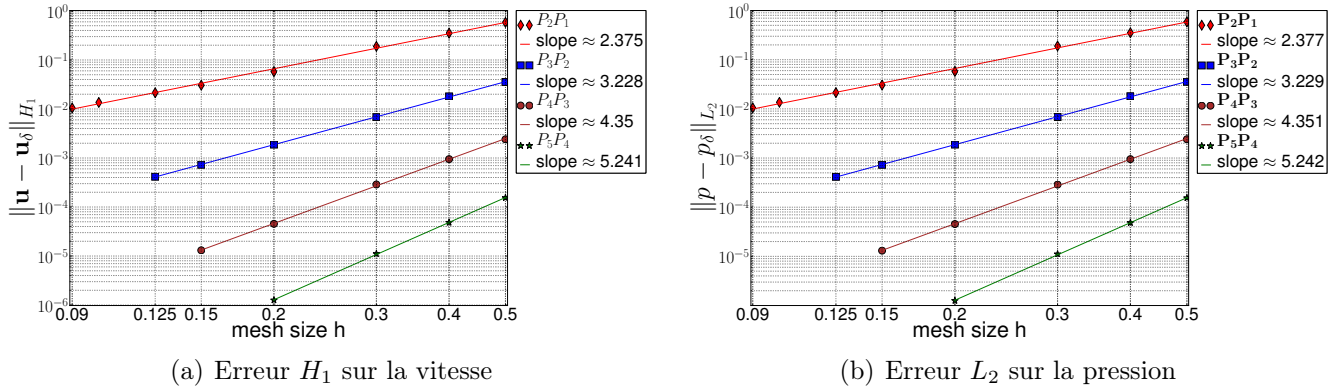 10^0
10^{-1}
10^{-2}
10^{-3}
10^{-4}
10^{-5}
10^{-6}
||u − u_δ||_{H_1}
0.09 0.125 0.15 0.2 0.3 0.4 0.5
mesh size h
P_2P_1
slope ≈ 2.375
P_3P_2
slope ≈ 3.228
P_4P_3
slope ≈ 4.35
P_5P_4
slope ≈ 5.241
(a) Erreur H_1 sur la vitesse
10^0
10^{-1}
10^{-2}
10^{-3}
10^{-4}
10^{-5}
10^{-6}
||p − p_δ||_{L_2}
0.09 0.125 0.15 0.2 0.3 0.4 0.5
mesh size h
P_2P_1
slope ≈ 2.377
P_3P_2
slope ≈ 3.229
P_4P_3
slope ≈ 4.351
P_5P_4
slope ≈ 5.242
(b) Erreur L_2 sur la pression